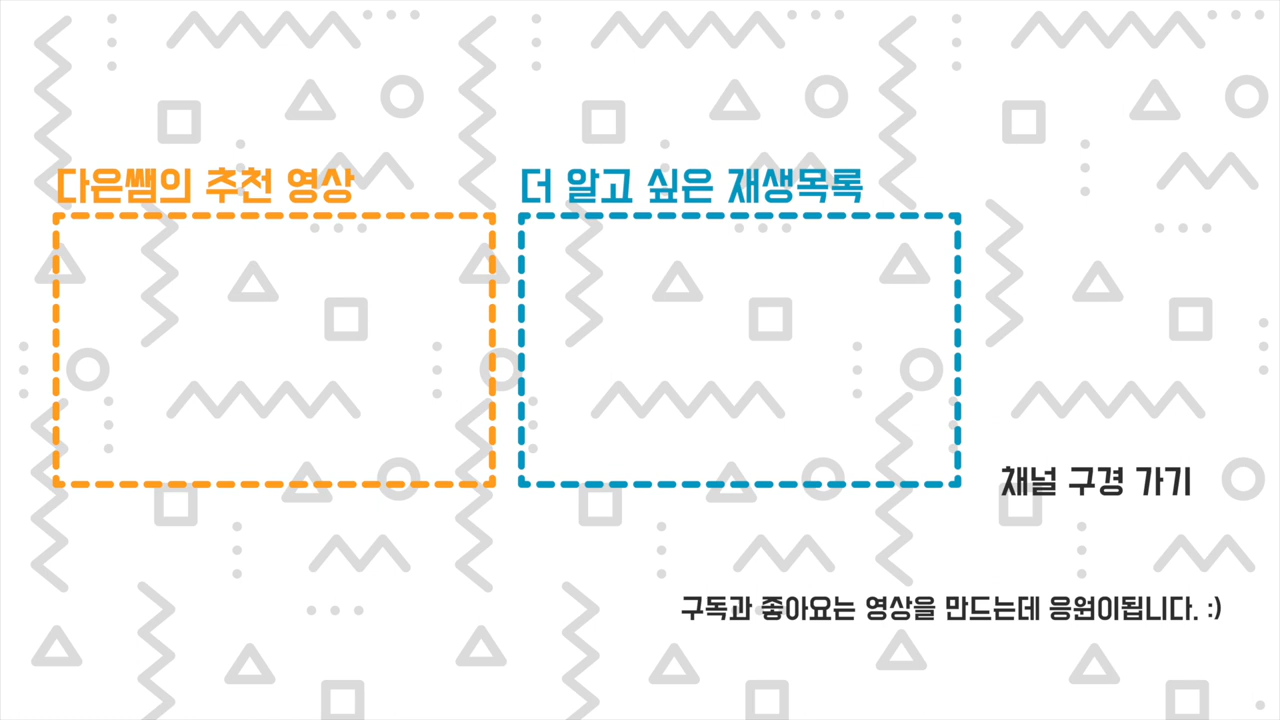 다은쌤의 추천 영상
더 알고 싶은 재생목록
채널 구경 가기
구독과 좋아요는 영상을 만드는데 응원이됩니다. :)